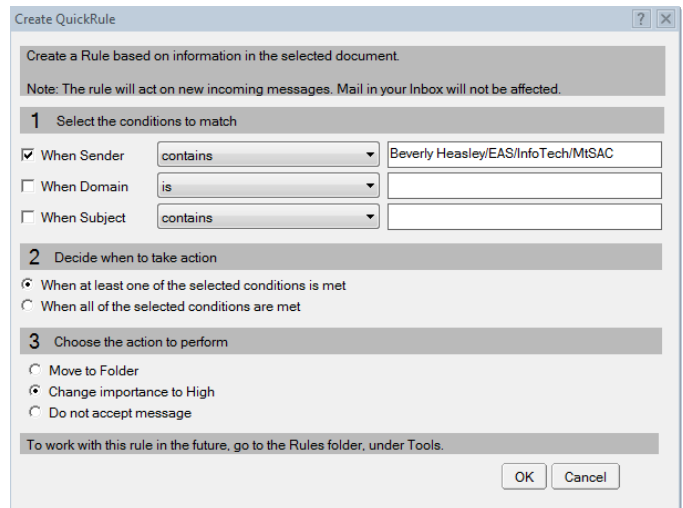 Create QuickRule
Create a Rule based on information in the selected document.
Note: The rule will act on new incoming messages. Mail in your Inbox will not be affected.
1 Select the conditions to match
When Sender contains Beverly Heasley/EAS/InfoTech/MtSAC
When Domain is
When Subject contains
2 Decide when to take action
When at least one of the selected conditions is met
When all of the selected conditions are met
3 Choose the action to perform
Move to Folder
Change importance to High
Do not accept message
To work with this rule in the future, go to the Rules folder, under Tools.
OK Cancel